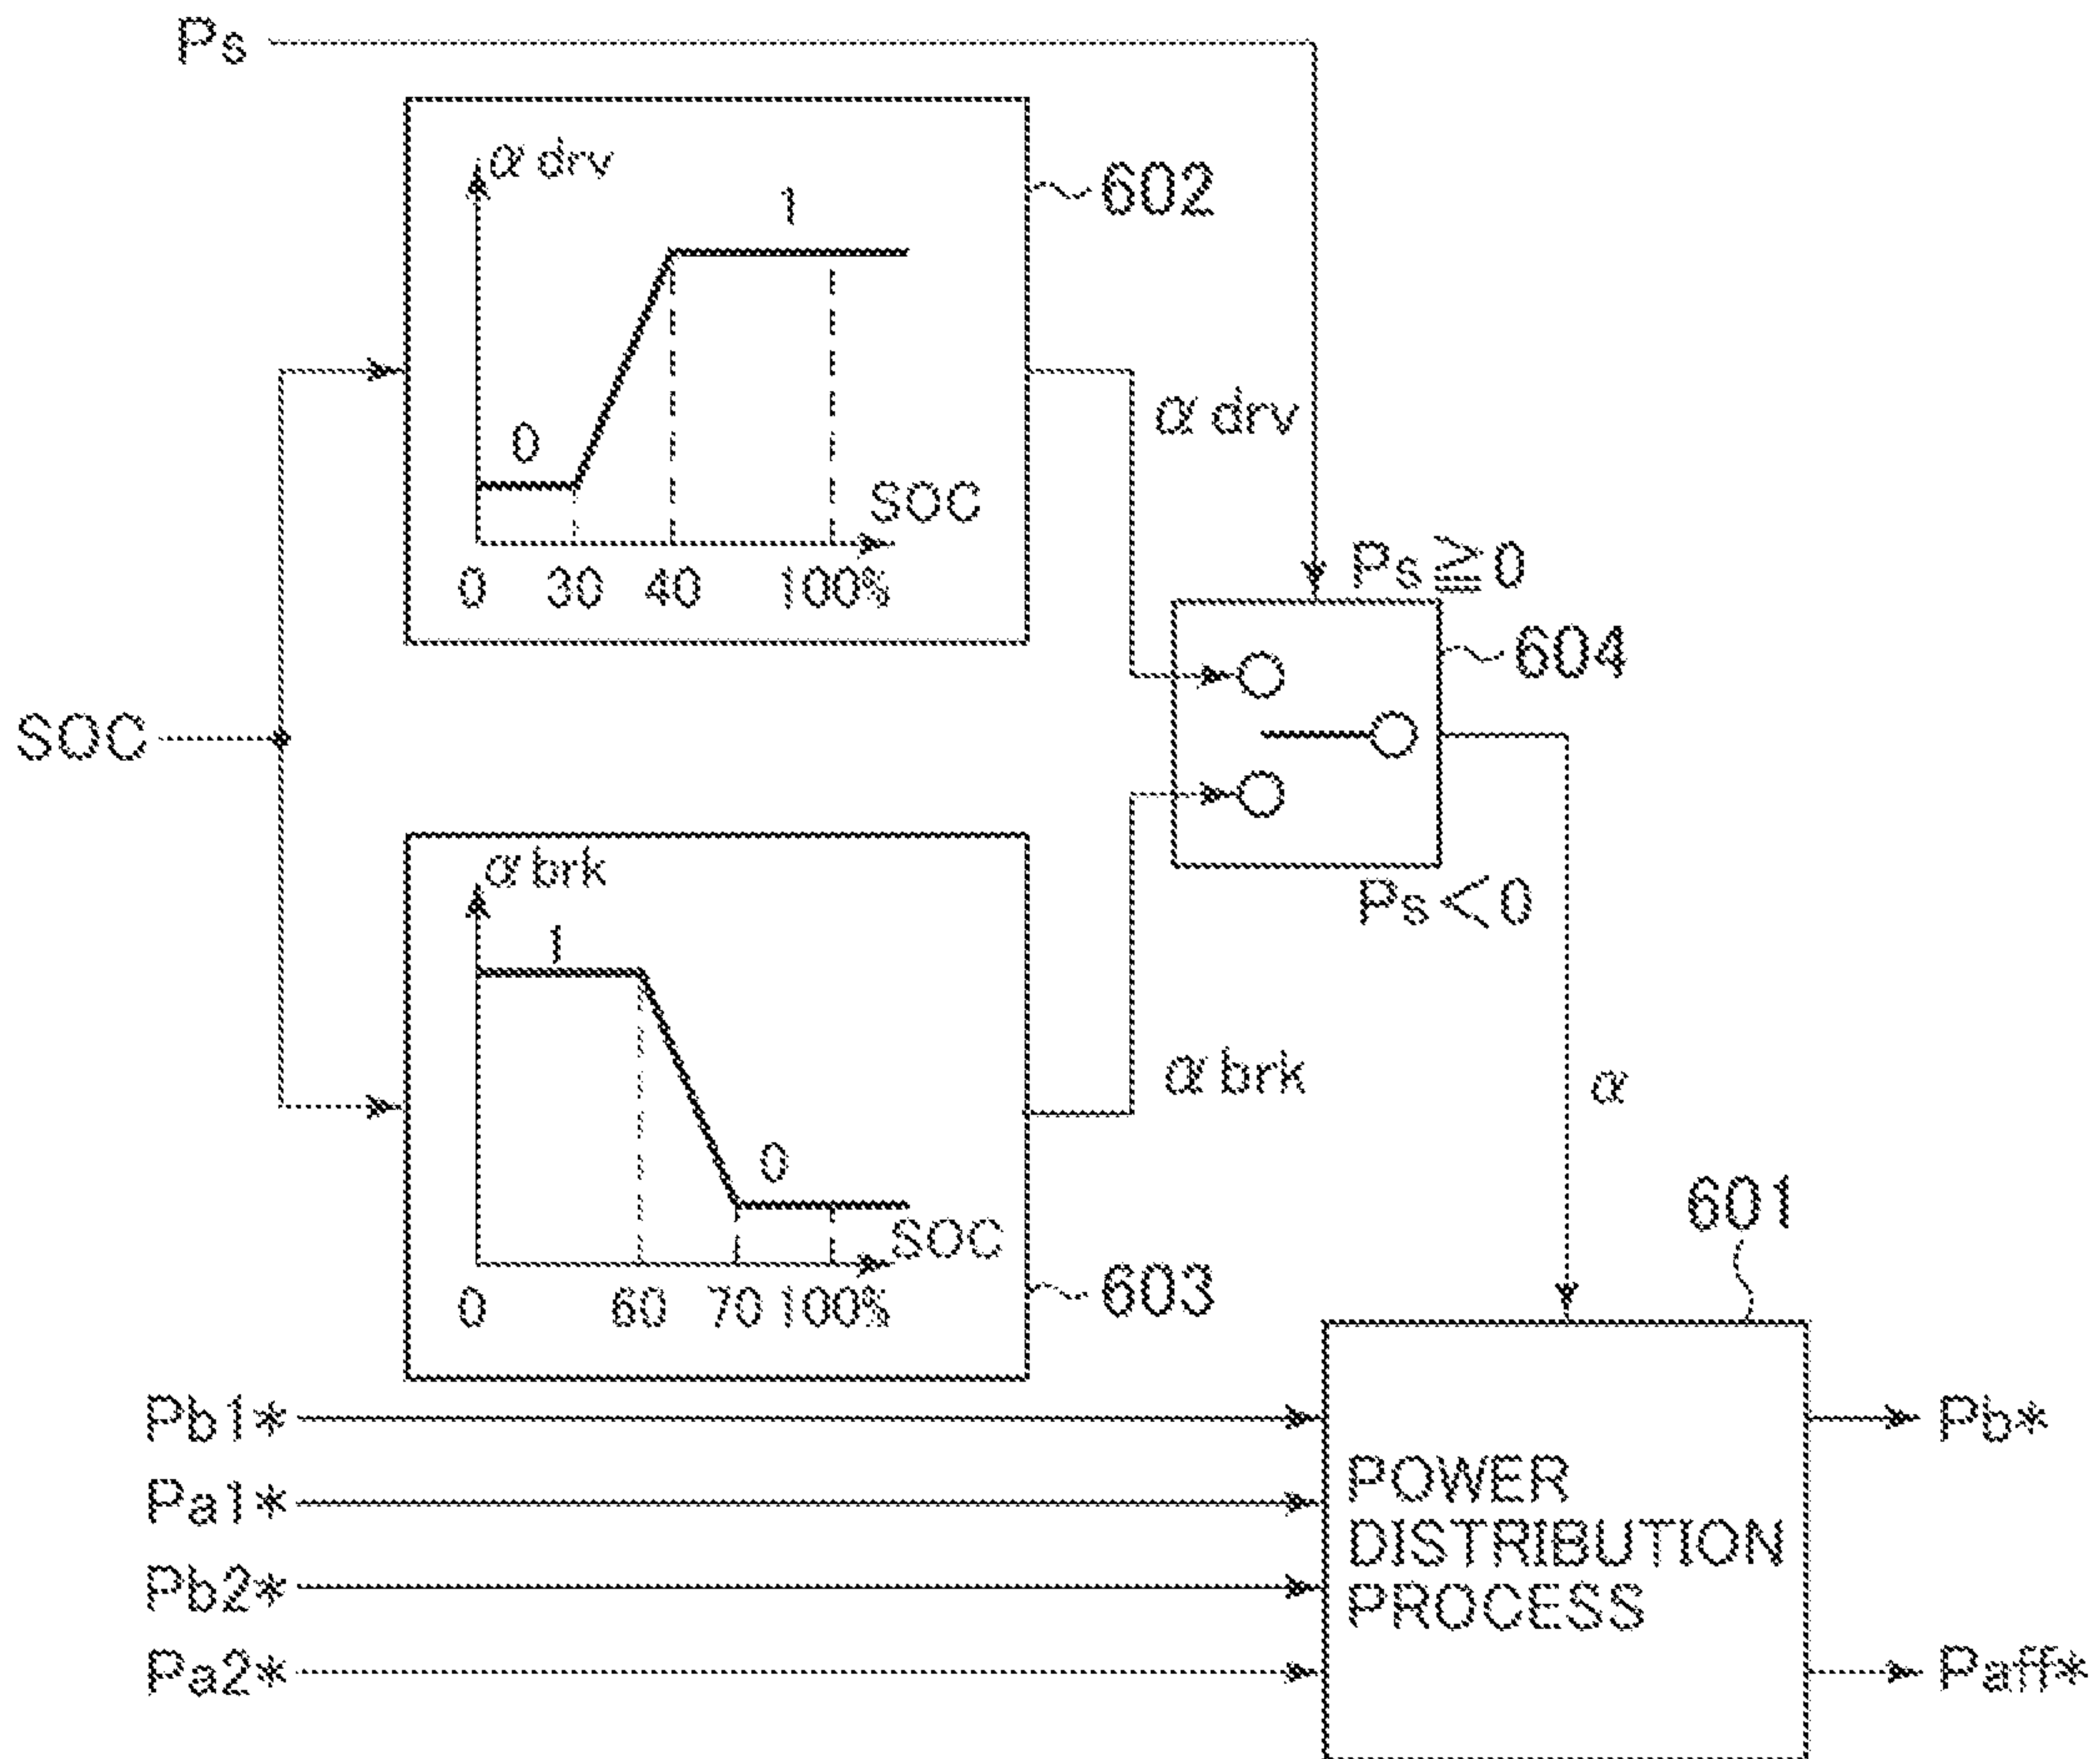 Ps
α drv
602
1
0
SOC
0 30 40 100%
α drv
Ps≧0
604
SOC
Ps<0
α brk
1
0
SOC
0 60 70 100%
603
α brk
α
601
Pb1*
Pa1*
Pb2*
Pa2*
POWER
DISTRIBUTION
PROCESS
Pb*
Paff*